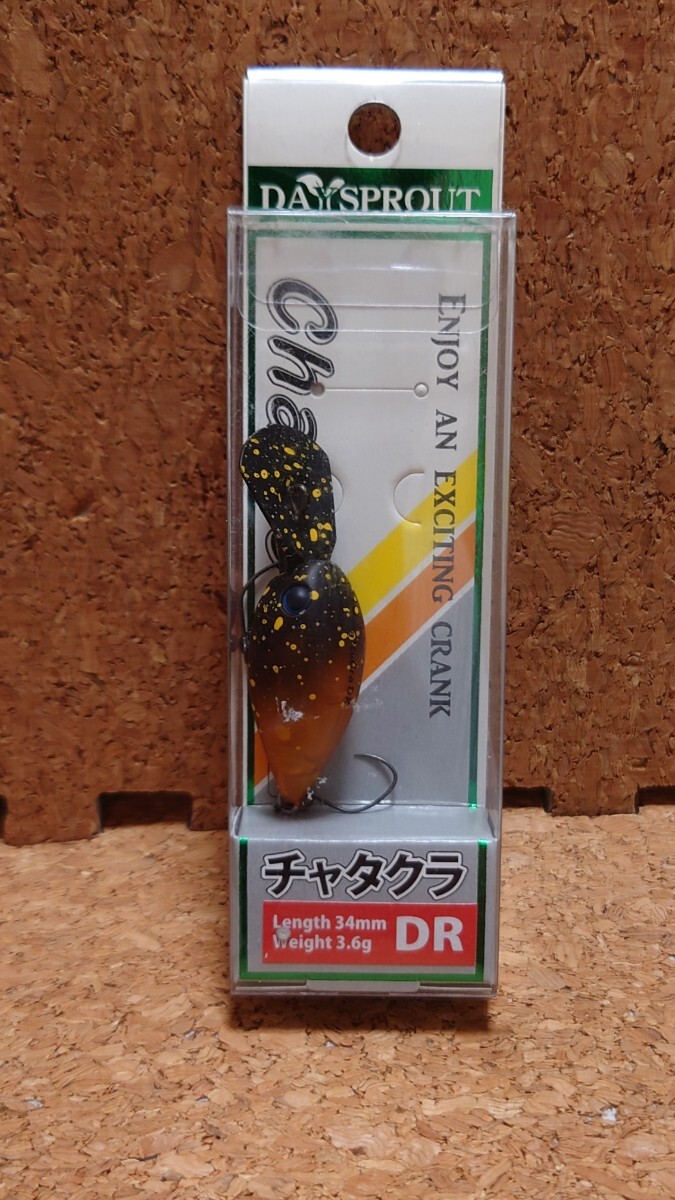 DAYSPROUT
Cha
ENJOY AN EXCITING CRANK
チャタクラ
Length 34mm
Weight 3.6g
DR